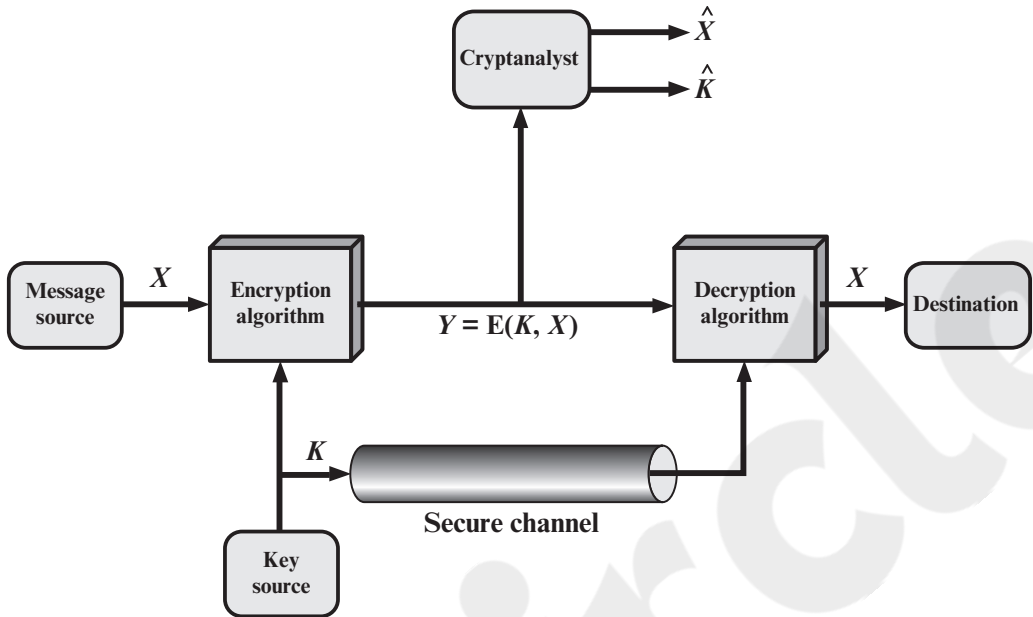 X̂
Cryptanalyst
K̂
Message
source
X
Encryption
algorithm
Y = E(K, X)
Decryption
algorithm
X
Destination
K
Secure channel
Key
source